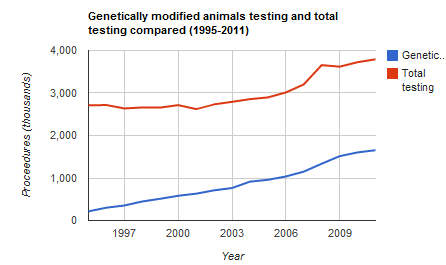 Genetically modified animals testing and total
testing compared (1995-2011)
4,000
3,000
2,000
1,000
0
Proceedures (thousands)
1997
2000
2003
2006
2009
Year
Genetic..
Total
testing